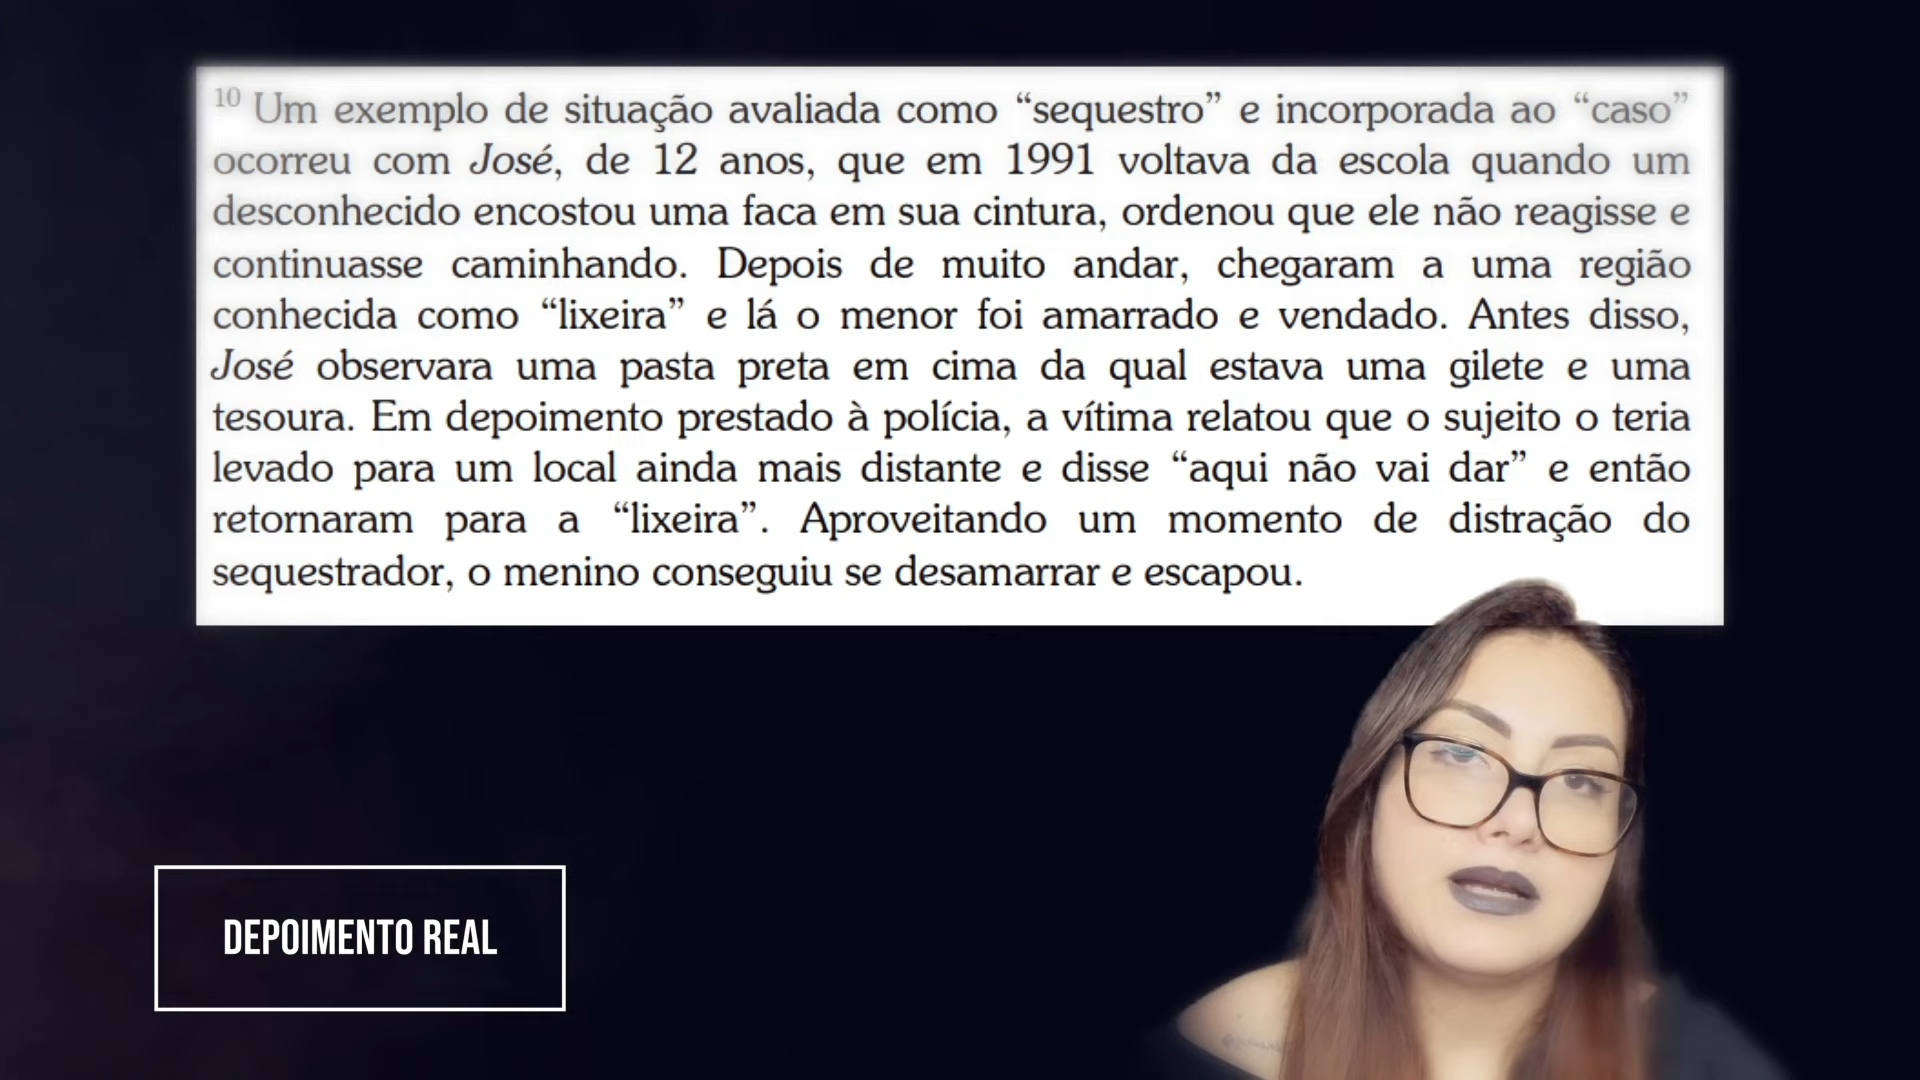 10 Um exemplo de situação avaliada como “sequestro” e incorporada ao “caso”
ocorreu com José, de 12 anos, que em 1991 voltava da escola quando um
desconhecido encostou uma faca em sua cintura, ordenou que ele não reagisse e
continuasse caminhando. Depois de muito andar, chegaram a uma região
conhecida como “lixeira” e lá o menor foi amarrado e vendado. Antes disso,
José observara uma pasta preta em cima da qual estava uma gilete e uma
tesoura. Em depoimento prestado à polícia, a vítima relatou que o sujeito o teria
levado para um local ainda mais distante e disse “aqui não vai dar” e então
retornaram para a “lixeira”. Aproveitando um momento de distração do
sequestrador, o menino conseguiu se desamarrar e escapou.
DEPOIMENTO REAL